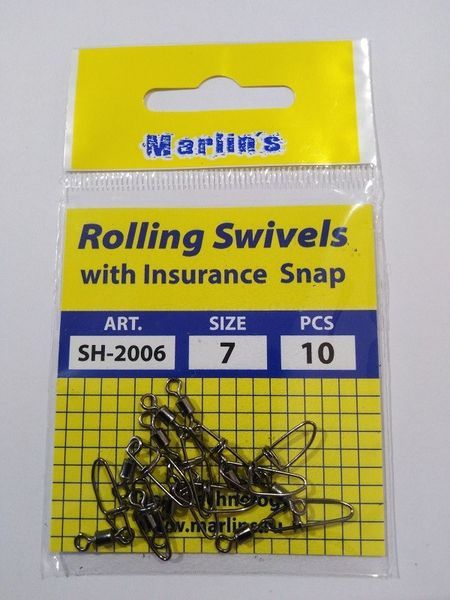 Marlin's
Rolling Swivels
with Insurance Snap
ART. SIZE PCS
SH-2006 7 10